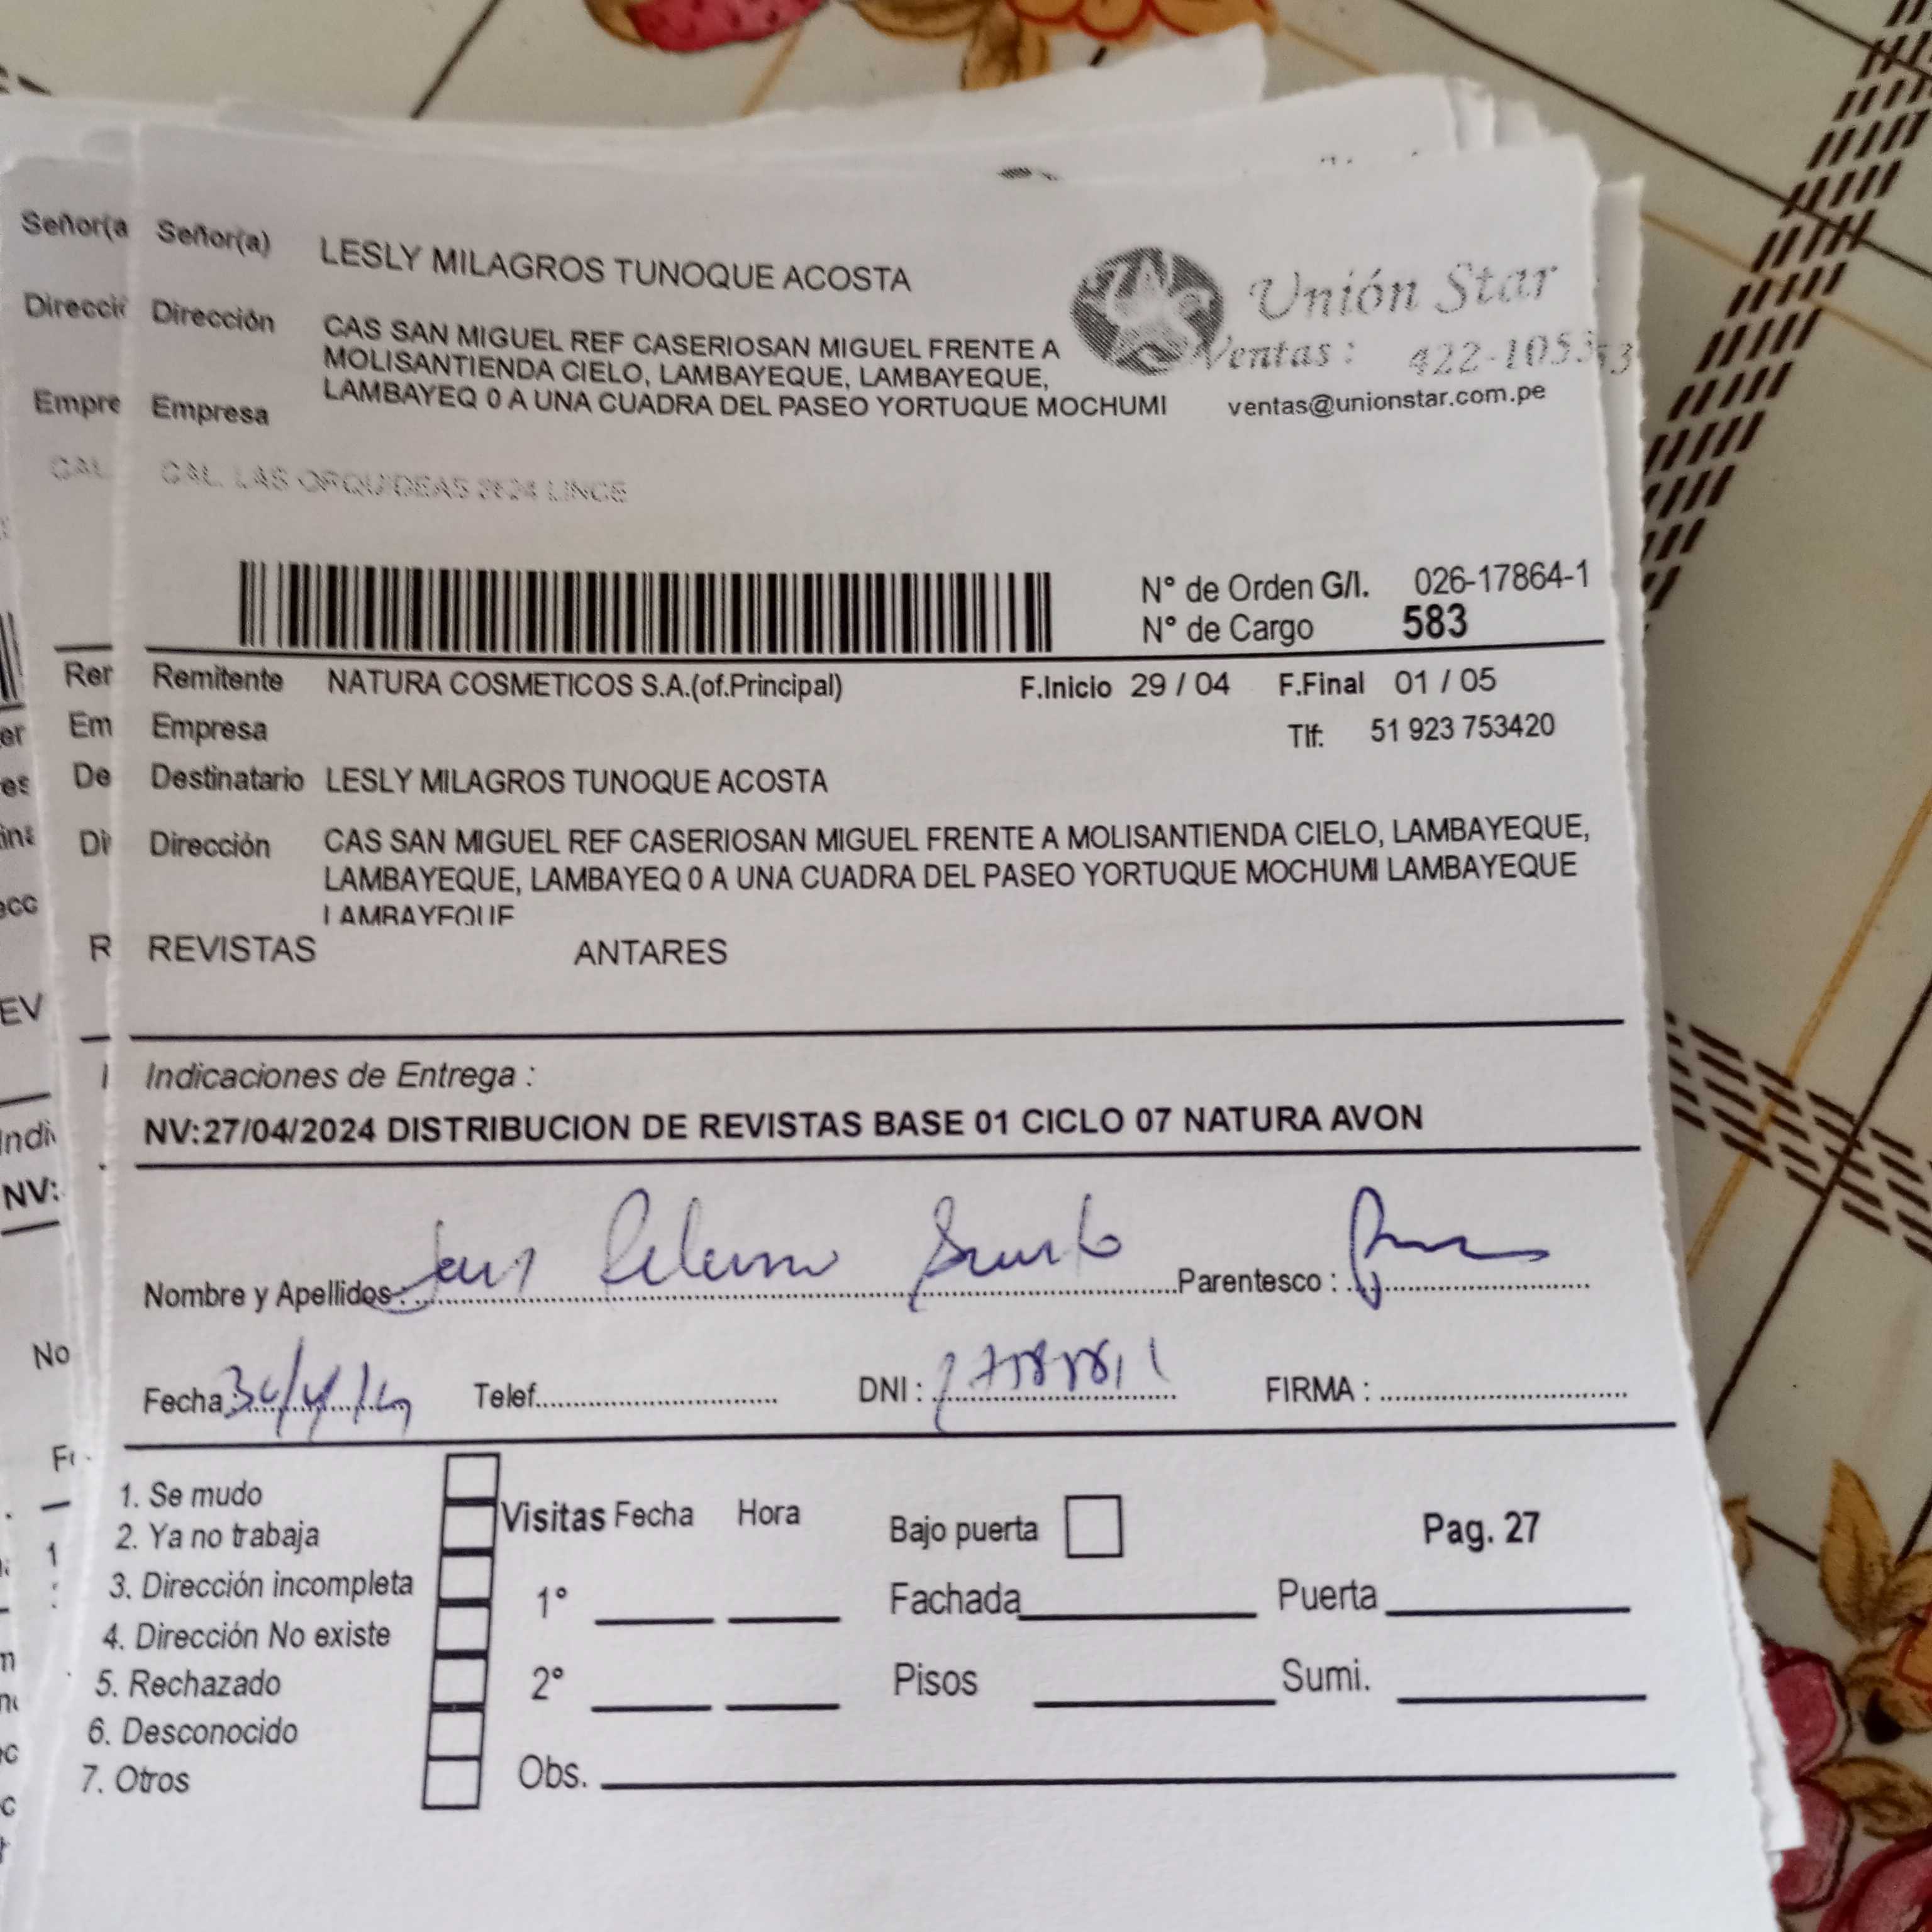 Señor(a) LESLY MILAGROS TUNOQUE ACOSTA
Unión Star
Dirección CAS SAN MIGUEL REF CASERIOSAN MIGUEL FRENTE A
MOLISANTIENDA CIELO, LAMBAYEQUE, LAMBAYEQUE,
LAMBAYEQ 0 A UNA CUADRA DEL PASEO YORTUQUE MOCHUMI
Ventas :
ventas@unionstar.com.pe
Empresa
CAL. LAS ORQUIDEAS 2624 LINCE
N° de Orden G/I. 026-17864-1
N° de Cargo 583
Remitente NATURA COSMETICOS S.A.(of.Principal) F.Inicio 29 / 04 F.Final 01 / 05
Empresa Tlf: 51 923 753420
Destinatario LESLY MILAGROS TUNOQUE ACOSTA
Dirección CAS SAN MIGUEL REF CASERIOSAN MIGUEL FRENTE A MOLISANTIENDA CIELO, LAMBAYEQUE,
LAMBAYEQUE, LAMBAYEQ 0 A UNA CUADRA DEL PASEO YORTUQUE MOCHUMI LAMBAYEQUE
LAMBAYEQUE
REVISTAS ANTARES
Indicaciones de Entrega :
NV:27/04/2024 DISTRIBUCION DE REVISTAS BASE 01 CICLO 07 NATURA AVON
Nombre y Apellidos : Parentesco :
Fecha : Telef. DNI : FIRMA :
1. Se mudo
2. Ya no trabaja
3. Dirección incompleta
4. Dirección No existe
5. Rechazado
6. Desconocido
7. Otros
Visitas Fecha Hora
1°
2°
Obs.
Bajo puerta Pag. 27
Fachada Puerta
Pisos Sumi.